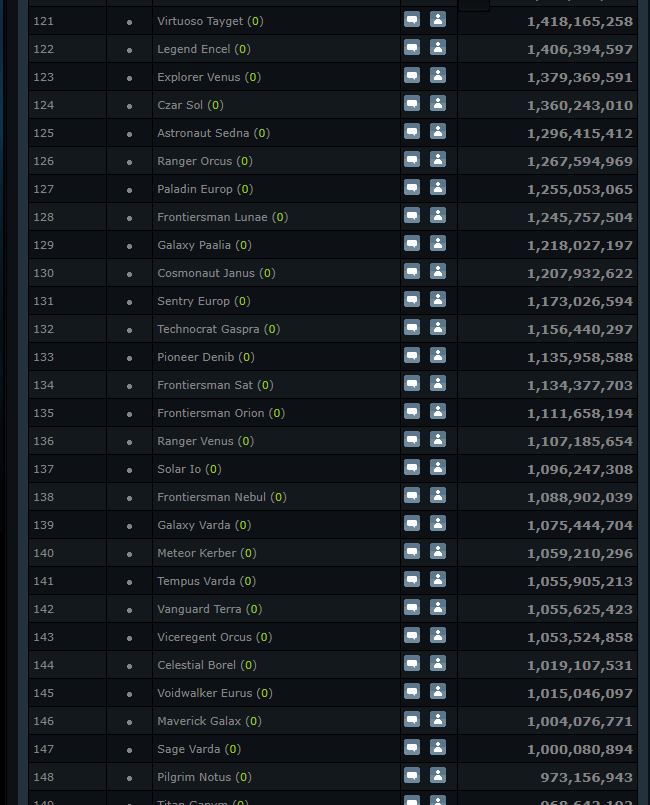 121 Virtuoso Tayget (0) 1,418,165,258
122 Legend Encel (0) 1,406,394,597
123 Explorer Venus (0) 1,379,369,591
124 Czar Sol (0) 1,360,243,010
125 Astronaut Sedna (0) 1,296,415,412
126 Ranger Orcus (0) 1,267,594,969
127 Paladin Europ (0) 1,255,053,065
128 Frontiersman Lunae (0) 1,245,757,504
129 Galaxy Paalia (0) 1,218,027,197
130 Cosmonaut Janus (0) 1,207,932,622
131 Sentry Europ (0) 1,173,026,594
132 Technocrat Gaspra (0) 1,156,440,297
133 Pioneer Denib (0) 1,135,958,588
134 Frontiersman Sat (0) 1,134,377,703
135 Frontiersman Orion (0) 1,111,658,194
136 Ranger Venus (0) 1,107,185,654
137 Solar Io (0) 1,096,247,308
138 Frontiersman Nebul (0) 1,088,902,039
139 Galaxy Varda (0) 1,075,444,704
140 Meteor Kerber (0) 1,059,210,296
141 Tempus Varda (0) 1,055,905,213
142 Vanguard Terra (0) 1,055,625,423
143 Viceregent Orcus (0) 1,053,524,858
144 Celestial Borel (0) 1,019,107,531
145 Voidwalker Eurus (0) 1,015,046,097
146 Maverick Galax (0) 1,004,076,771
147 Sage Varda (0) 1,000,080,894
148 Pilgrim Notus (0) 973,156,943
149 Titan Ganym (0)